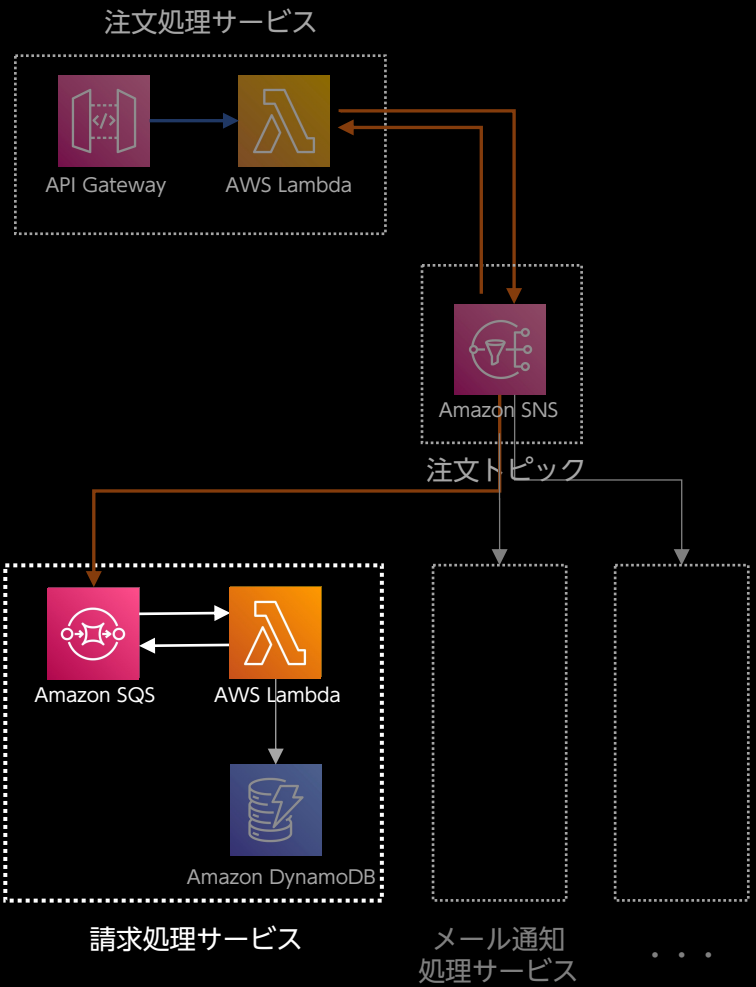 注文処理サービス
API Gateway
AWS Lambda
Amazon SNS
注文トピック
Amazon SQS
AWS Lambda
Amazon DynamoDB
請求処理サービス
メール通知
処理サービス
・・・